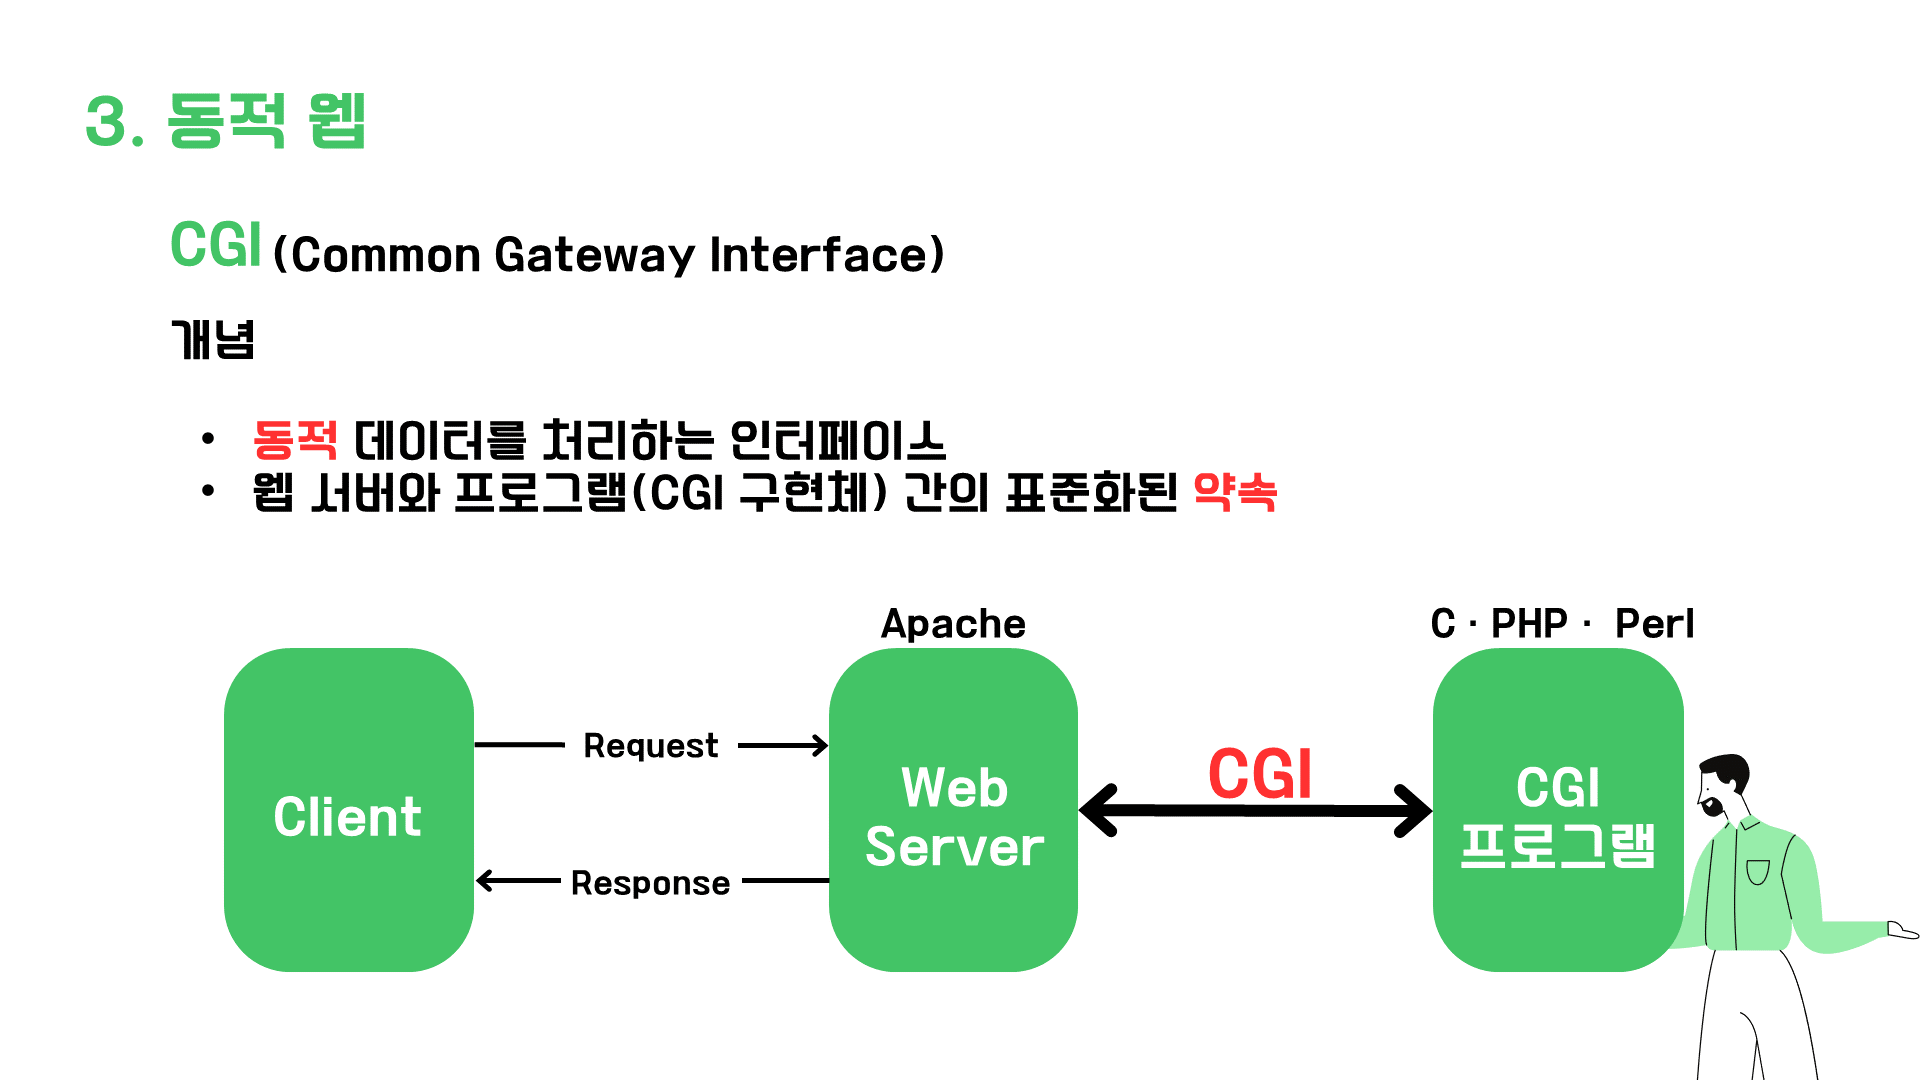 3. 동적 웹
CGI (Common Gateway Interface)
개념
• 동적 데이터를 처리하는 인터페이스
• 웹 서버와 프로그램(CGI 구현체) 간의 표준화된 약속
Apache
C · PHP · Perl
Client
Request
Response
Web
Server
CGI
CGI
프로그램